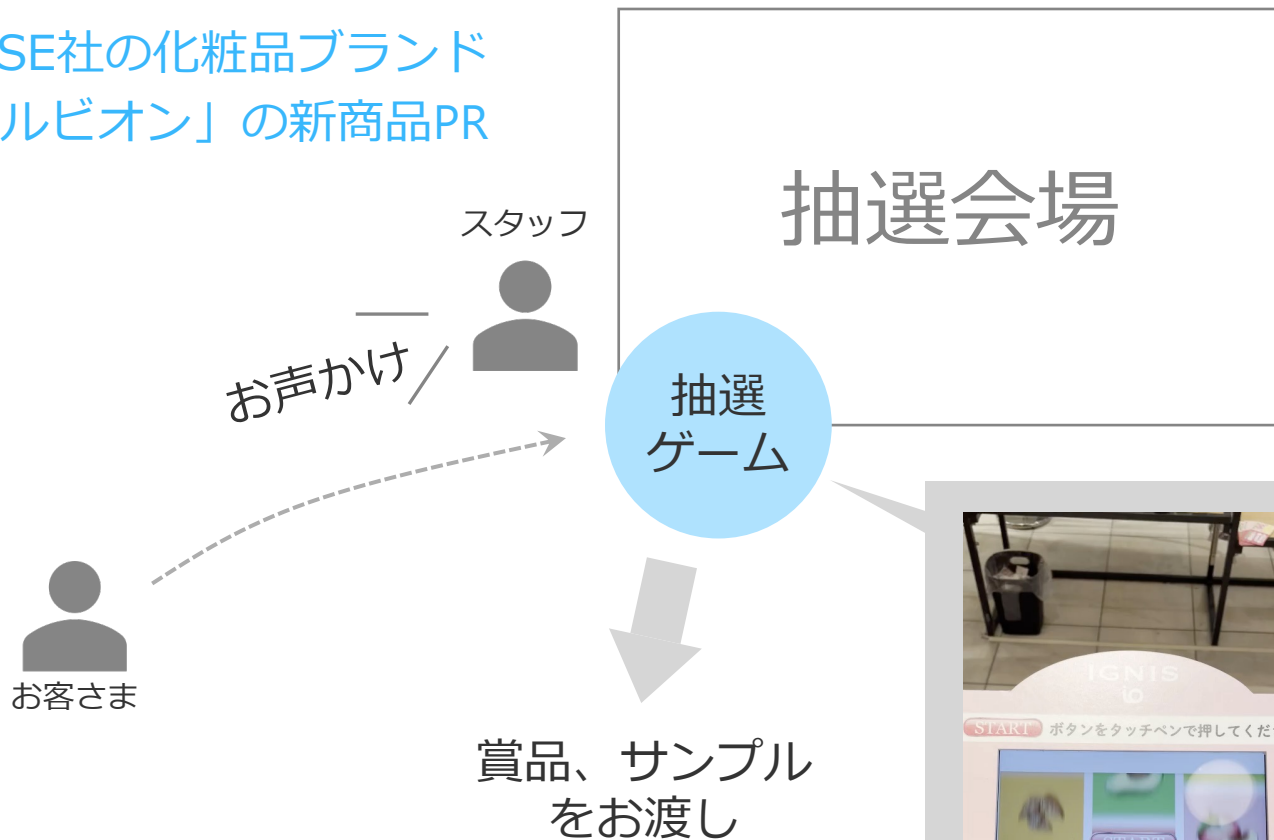 SE社の化粧品ブランド
ルビオン」の新商品PR
抽選会場
スタッフ
お声かけ
抽選
ゲーム
お客さま
IGNIS
io
START ボタンをタッチペンで押してくだ
賞品、サンプル
をお渡し